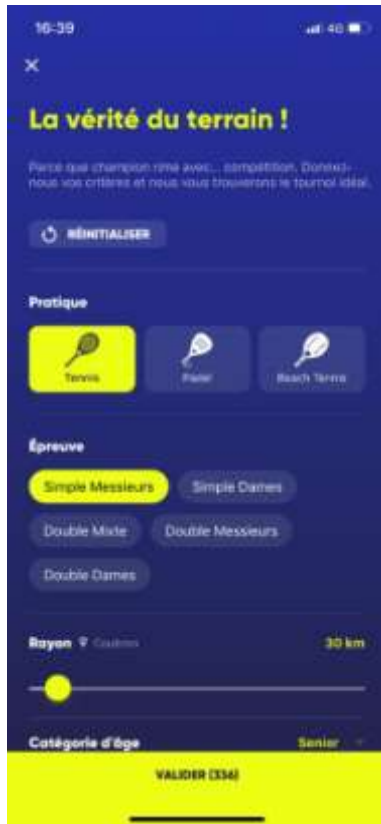 16:39
4G
La vérité du terrain !
Parce que champion rime avec... compétition. Donnez-
nous vos critères et nous vous trouverons le tournoi idéal.
RÉINITIALISER
Pratique
Tennis
Padel
Beach Tennis
Épreuve
Simple Messieurs
Simple Dames
Double Mixte
Double Messieurs
Double Dames
Rayon
30 km
Catégorie d'âge
Senior
VALIDER (336)